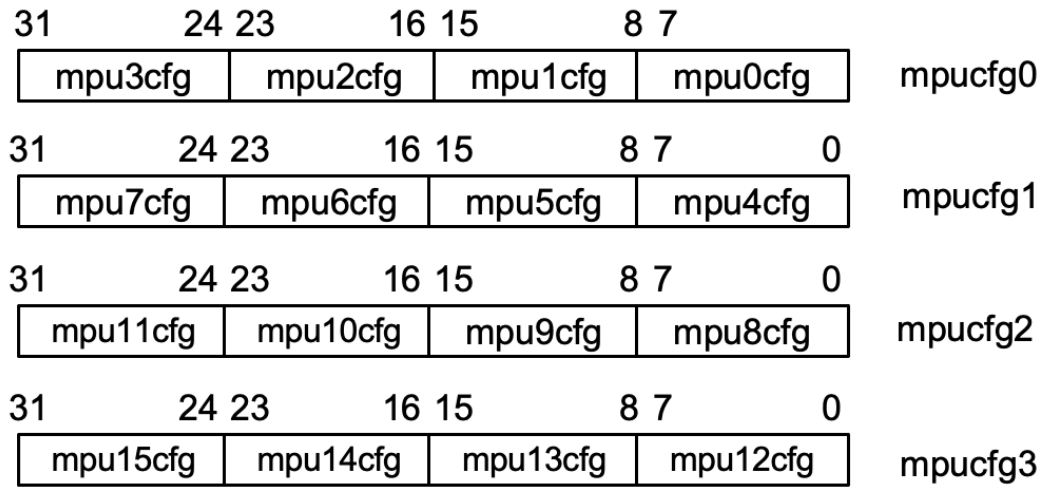 31 24 23 16 15 8 7
mpu3cfg mpu2cfg mpu1cfg mpu0cfg mpucfg0
31 24 23 16 15 8 7 0
mpu7cfg mpu6cfg mpu5cfg mpu4cfg mpucfg1
31 24 23 16 15 8 7 0
mpu11cfg mpu10cfg mpu9cfg mpu8cfg mpucfg2
31 24 23 16 15 8 7 0
mpu15cfg mpu14cfg mpu13cfg mpu12cfg mpucfg3